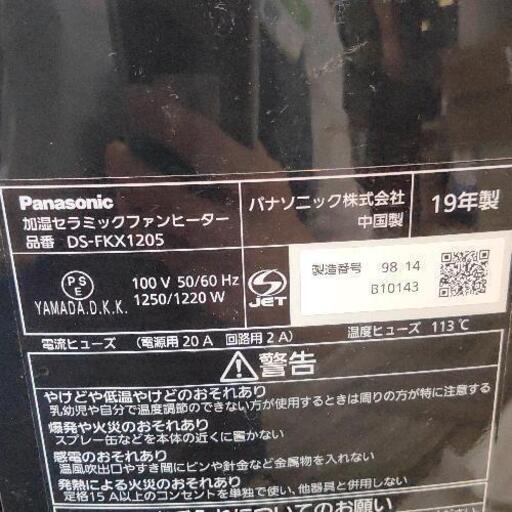 Panasonic
加湿セラミックファンヒーター
品番 DS-FKX1205
パナソニック株式会社
中国製
19年製
PSE
YAMADA.D.K.K.
100 V 50/60 Hz
1250/1220 W
JET
製造番号 98 14
B10143
電流ヒューズ (電源用 20 A 回路用 2 A)
温度ヒューズ 113℃
警告
やけどや低温やけどのおそれあり
乳幼児や自分で温度調節のできない方が使用するときは周りの方が特に注意する
爆発や火災のおそれあり
スプレー缶などを本体の近くに置かない
感電のおそれあり
温風吹出口やすき間にピンや針金など金属物を入れない
発熱による火災のおそれあり
定格15 A以上のコンセントを単独で使い、他器具と併用しない
についてのお願い